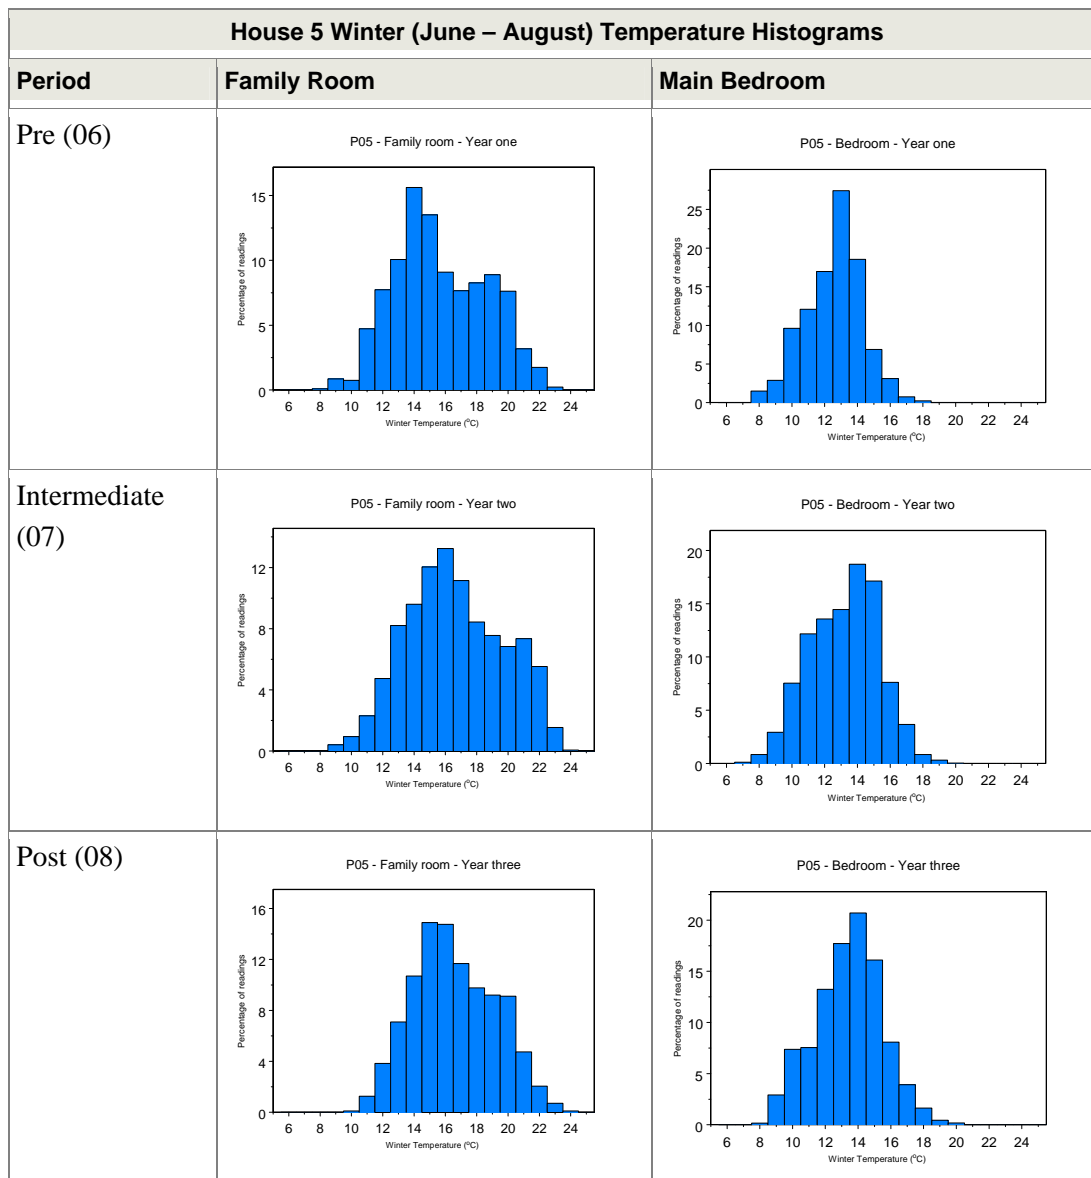 House 5 Winter (June – August) Temperature Histograms
Period Family Room Main Bedroom
Pre (06)
P05 - Family room - Year one
Percentage of readings
15
10
5
0
6 8 10 12 14 16 18 20 22 24
Winter Temperature (°C)
P05 - Bedroom - Year one
Percentage of readings
25
20
15
10
5
0
6 8 10 12 14 16 18 20 22 24
Winter Temperature (°C)
Intermediate
(07)
P05 - Family room - Year two
Percentage of readings
12
8
4
0
6 8 10 12 14 16 18 20 22 24
Winter Temperature (°C)
P05 - Bedroom - Year two
Percentage of readings
20
15
10
5
0
6 8 10 12 14 16 18 20 22 24
Winter Temperature (°C)
Post (08)
P05 - Family room - Year three
Percentage of readings
16
12
8
4
0
6 8 10 12 14 16 18 20 22 24
Winter Temperature (°C)
P05 - Bedroom - Year three
Percentage of readings
20
15
10
5
0
6 8 10 12 14 16 18 20 22 24
Winter Temperature (°C)